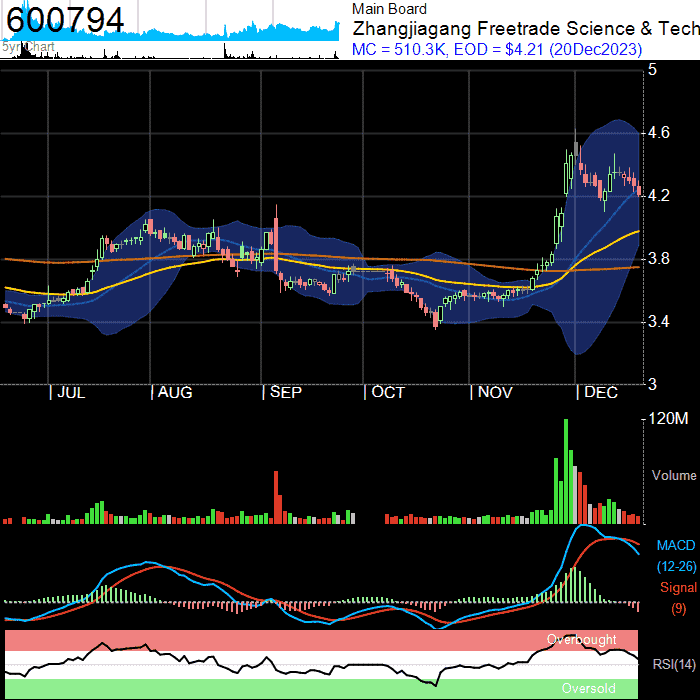 600794
5yr Chart
Main Board
Zhangjiagang Freetrade Science & Tech
MC = 510.3K, EOD = $4.21 (20Dec2023)
5
4.6
4.2
3.8
3.4
3
JUL AUG SEP OCT NOV DEC
120M
Volume
MACD
(12-26)
Signal
(9)
Overbought
RSI(14)
Oversold